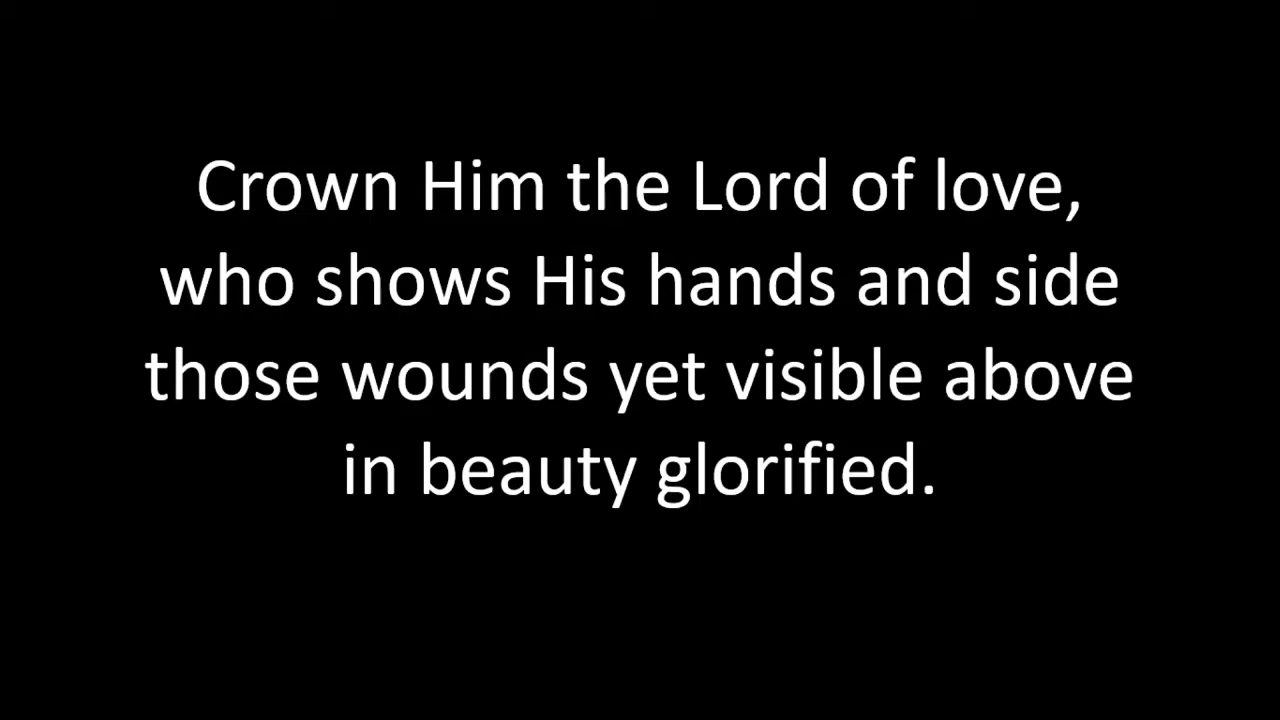 Crown Him the Lord of love,
who shows His hands and side
those wounds yet visible above
in beauty glorified.